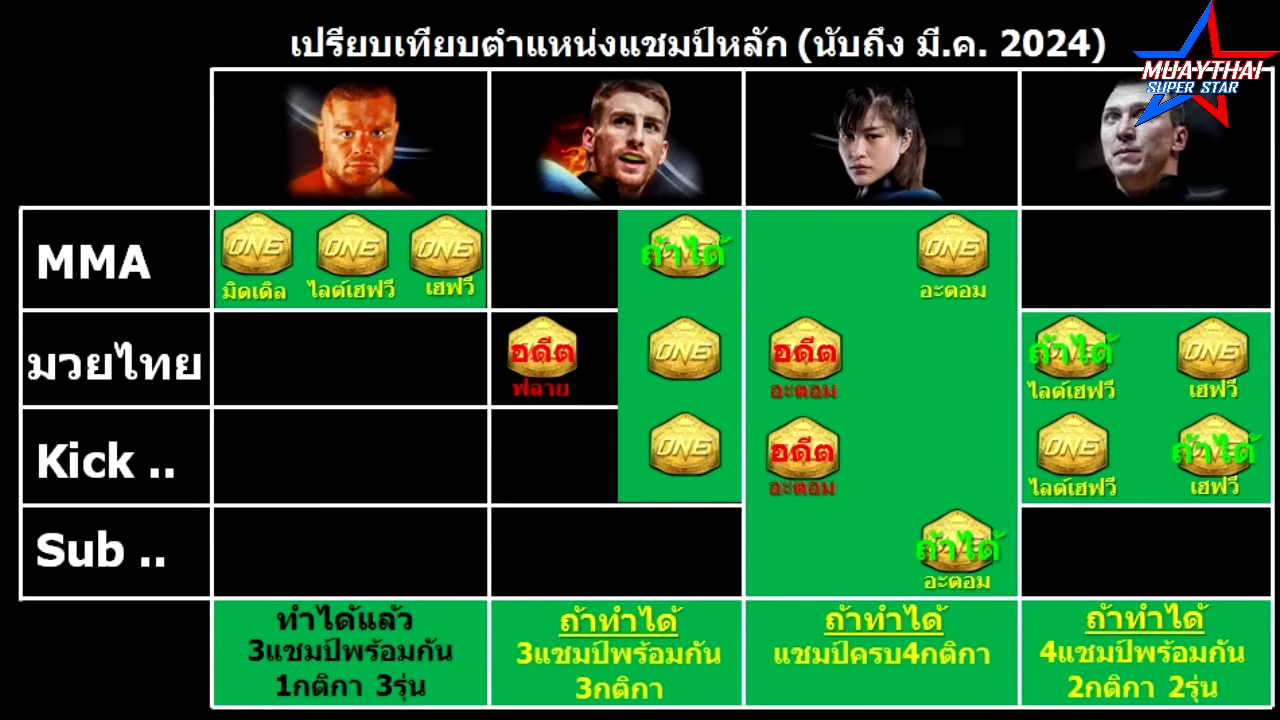 เปรียบเทียบตำแหน่งแชมป์หลัก (นับถึง มี.ค. 2024)
MUAYTHAI
SUPER STAR
MMA
ONE ONE ONE ถ้าได้ ONE
มิดเดิล ไลต์เฮฟวี เฮฟวี อะตอม
มวยไทย
อดีต ONE อดีต ถ้าได้ ONE
ฟลาย อะตอม ไลต์เฮฟวี เฮฟวี
Kick ..
ONE อดีต ONE ถ้าได้
อะตอม ไลต์เฮฟวี เฮฟวี
Sub ..
ถ้าได้
อะตอม
ทำได้แล้ว
3แชมป์พร้อมกัน
1กติกา 3รุ่น
ถ้าทำได้
3แชมป์พร้อมกัน
3กติกา
ถ้าทำได้
แชมป์ครบ4กติกา
ถ้าทำได้
4แชมป์พร้อมกัน
2กติกา 2รุ่น